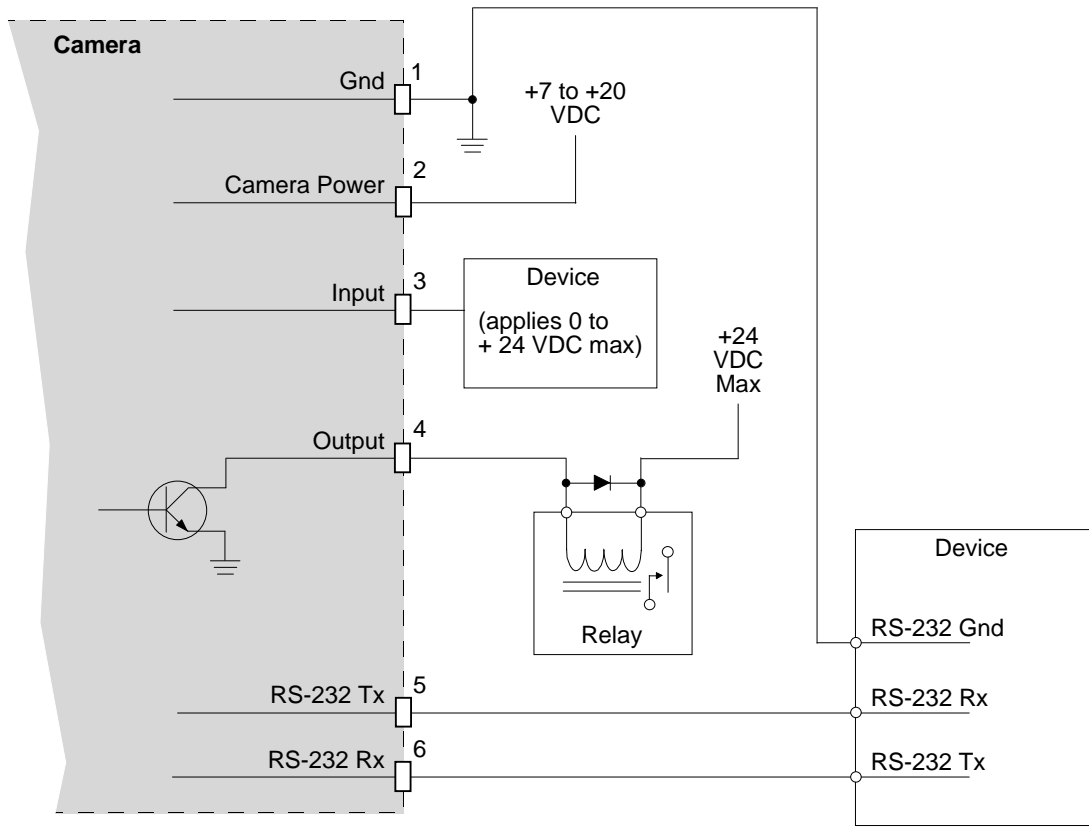 Camera
Gnd
1
+7 to +20
VDC
Camera Power
2
Input
3
Device
(applies 0 to
+ 24 VDC max)
+24
VDC
Max
Output
4
Relay
Device
RS-232 Gnd
RS-232 Tx
5
RS-232 Rx
RS-232 Rx
6
RS-232 Tx